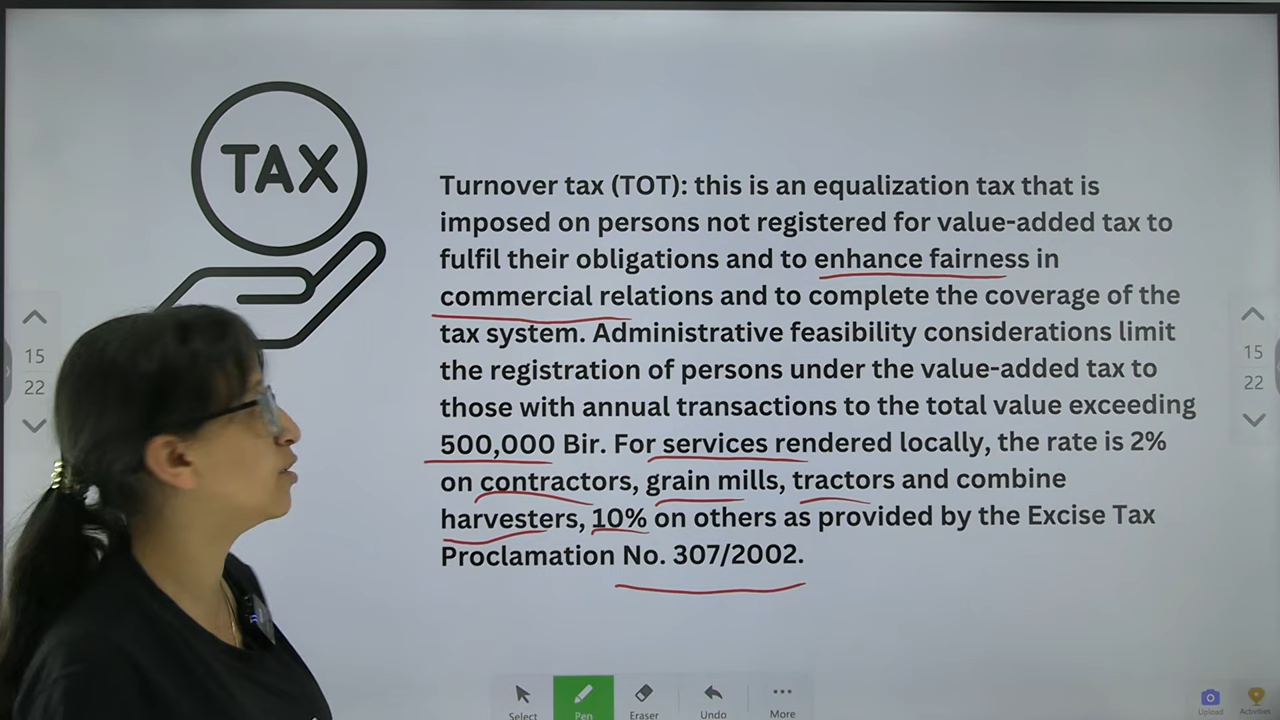 TAX
Turnover tax (TOT): this is an equalization tax that is
imposed on persons not registered for value-added tax to
fulfil their obligations and to enhance fairness in
commercial relations and to complete the coverage of the
tax system. Administrative feasibility considerations limit
the registration of persons under the value-added tax to
those with annual transactions to the total value exceeding
500,000 Bir. For services rendered locally, the rate is 2%
on contractors, grain mills, tractors and combine
harvesters, 10% on others as provided by the Excise Tax
Proclamation No. 307/2002.
15
22
15
22
Select
Pen
Eraser
Undo
More
Upload
Activities